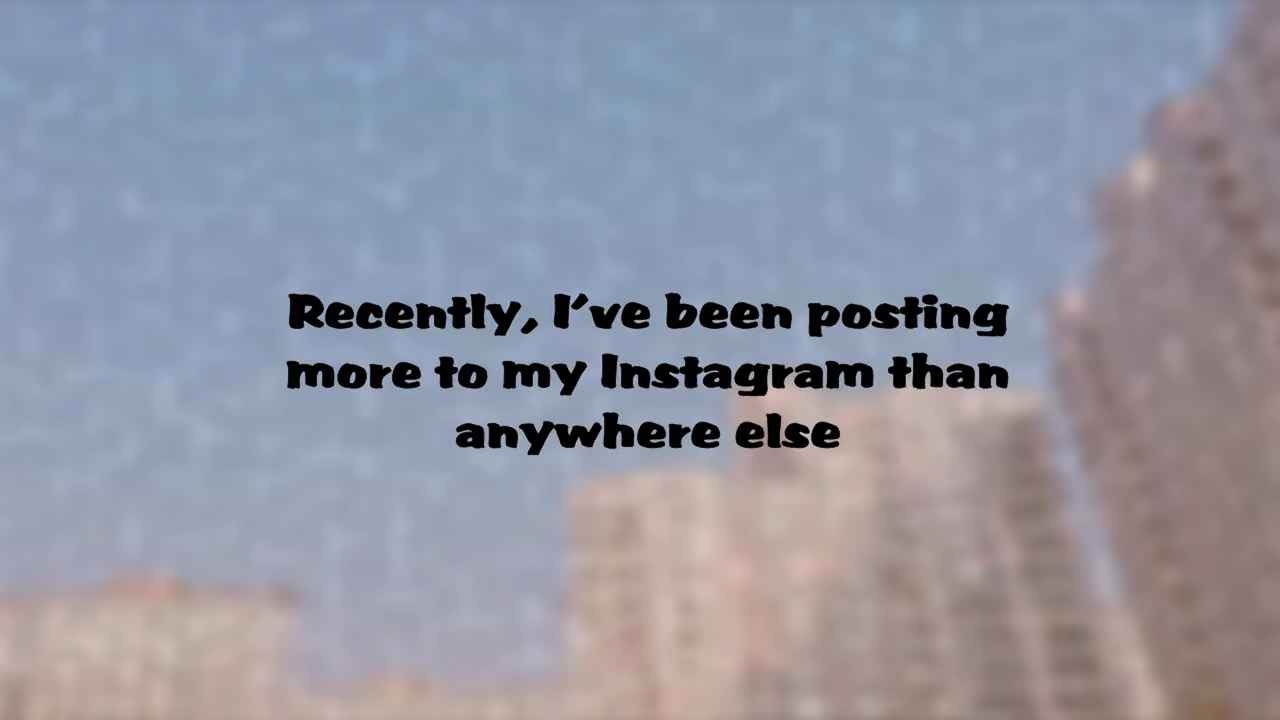 Recently, I've been posting
more to my Instagram than
anywhere else